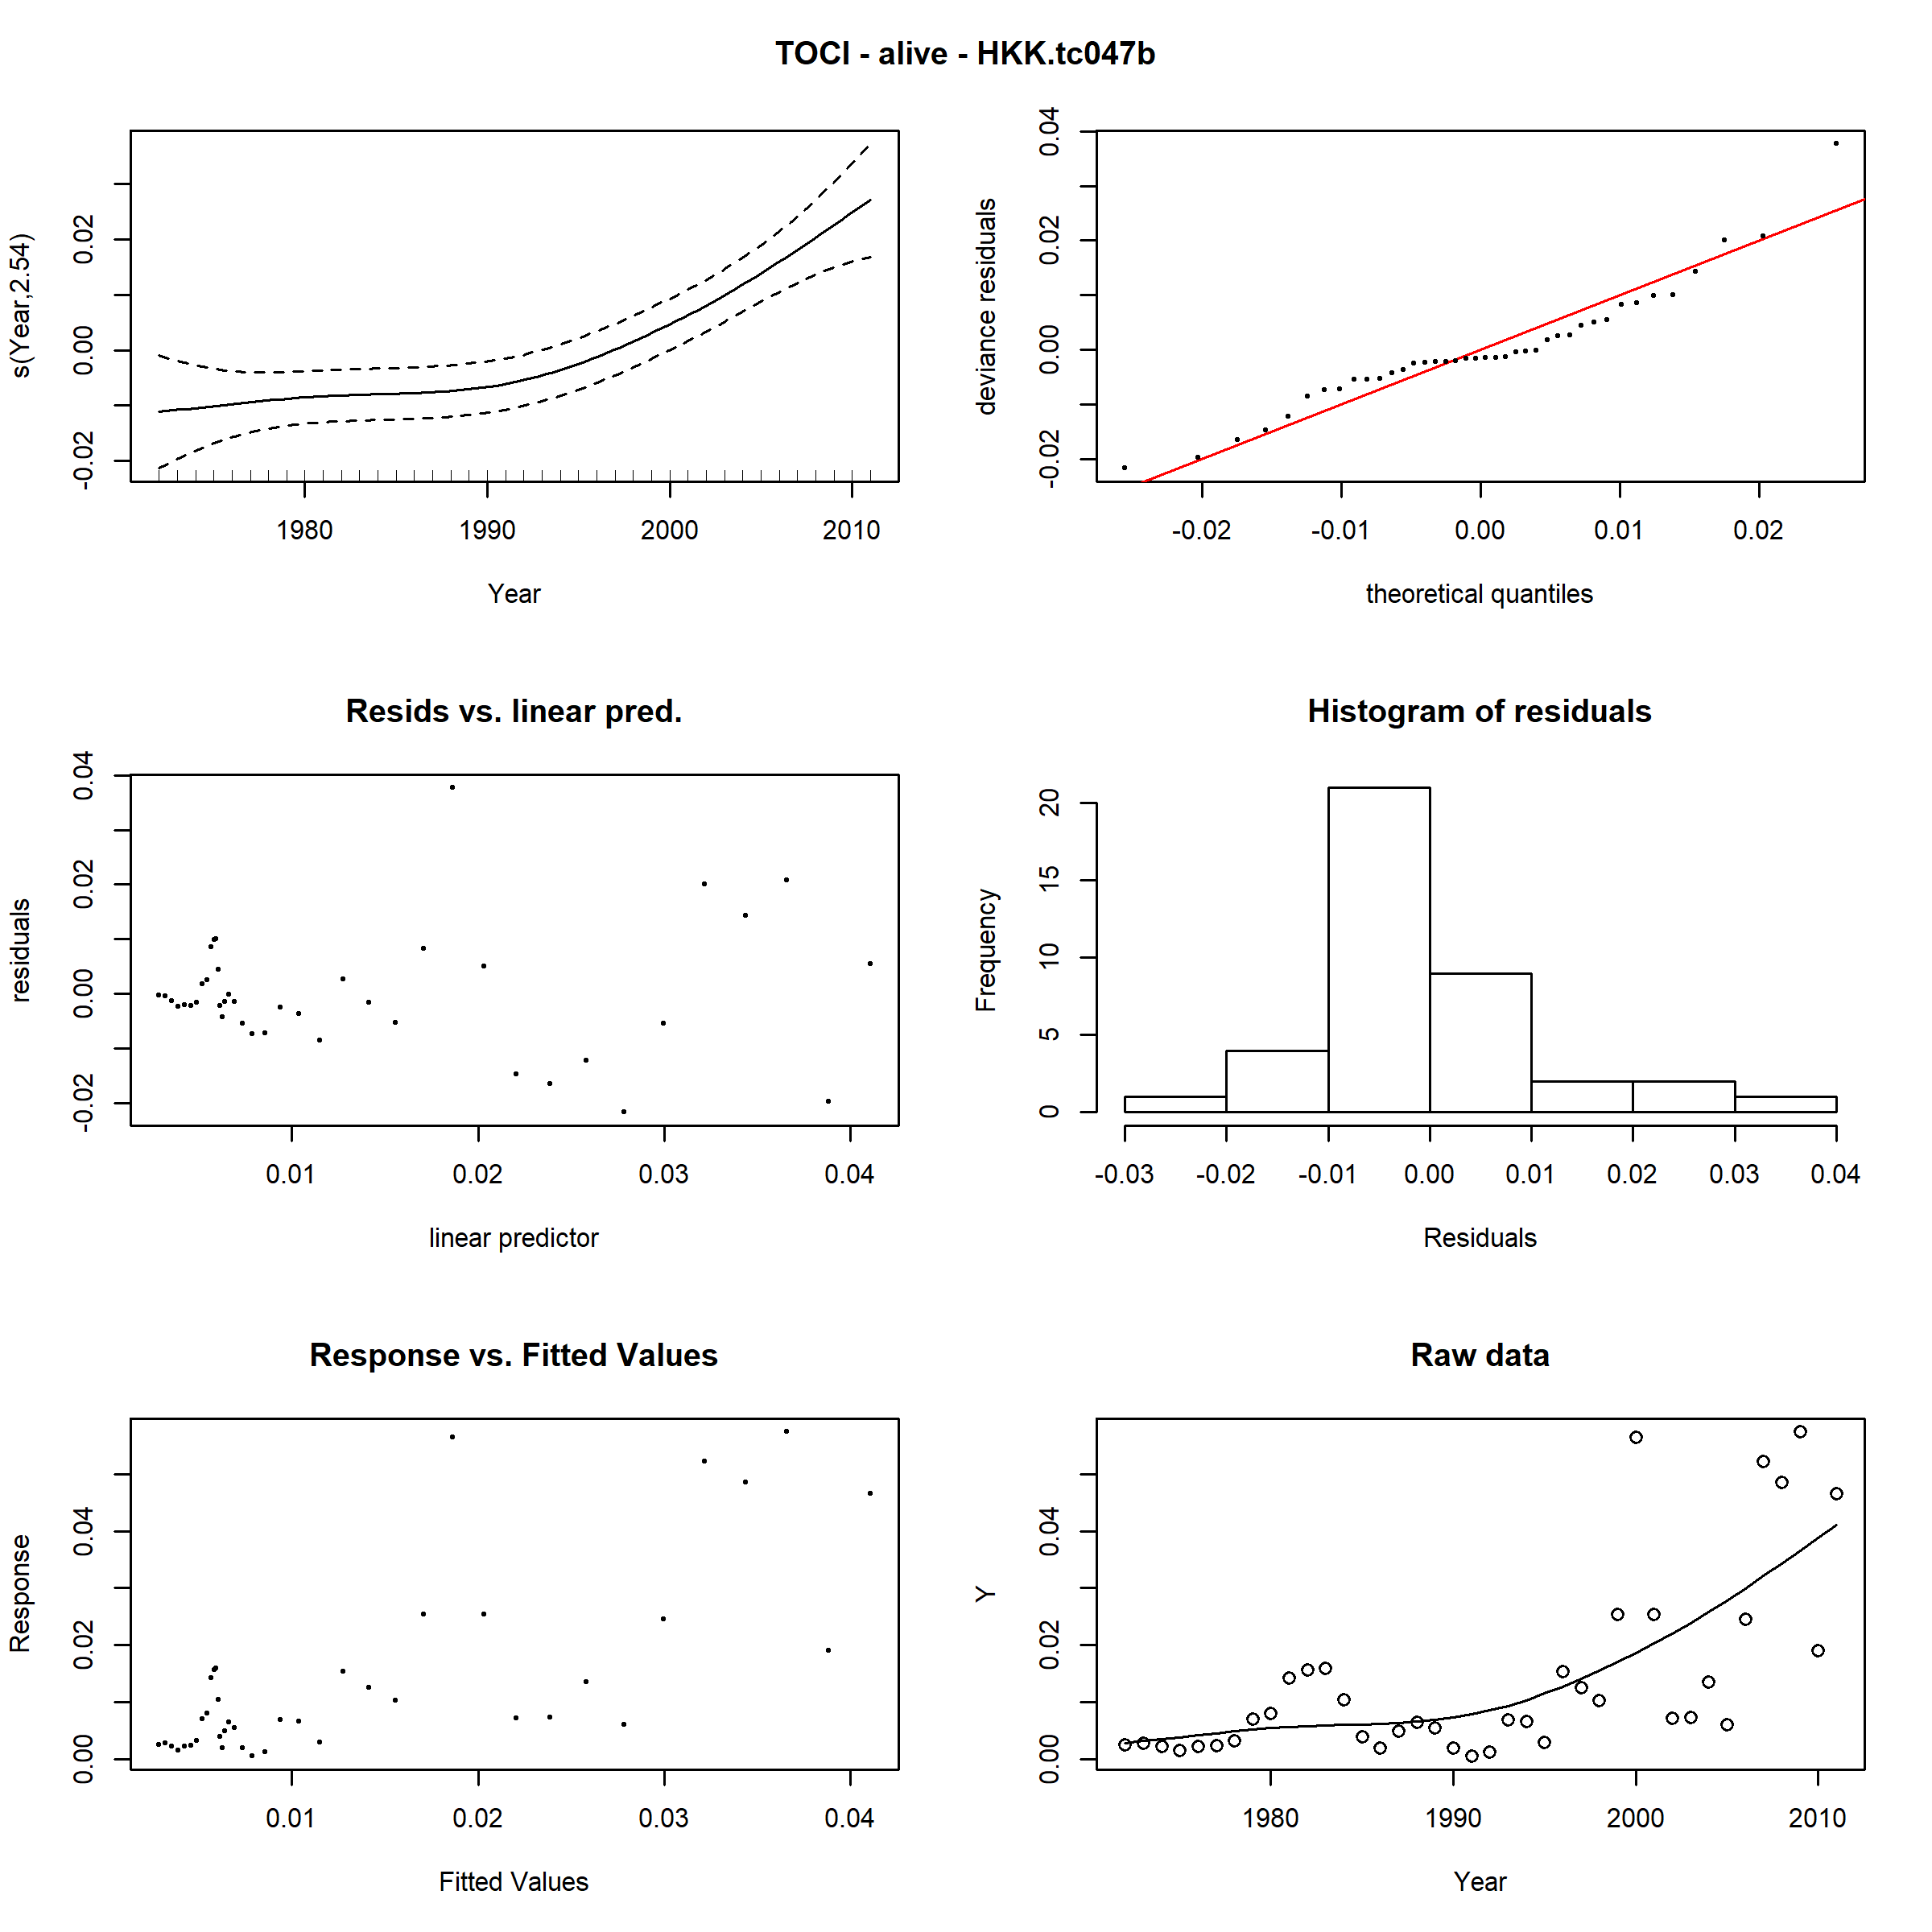 TOCI - alive - HKK.tc047b
s(Year,2.54)
-0.02 0.00 0.02
1980 1990 2000 2010
Year
deviance residuals
-0.02 0.00 0.02 0.04
-0.02 -0.01 0.00 0.01 0.02
theoretical quantiles
Resids vs. linear pred.
residuals
-0.02 0.00 0.02 0.04
0.01 0.02 0.03 0.04
linear predictor
Histogram of residuals
Frequency
0 5 10 15 20
-0.03 -0.02 -0.01 0.00 0.01 0.02 0.03 0.04
Residuals
Response vs. Fitted Values
Response
0.00 0.02 0.04
0.01 0.02 0.03 0.04
Fitted Values
Raw data
Y
0.00 0.02 0.04
1980 1990 2000 2010
Year